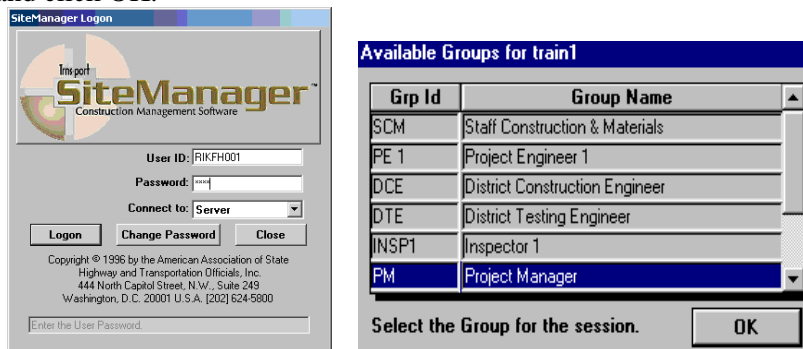 and click OK.
SiteManager Logon
Trns•port
SiteManager™
Construction Management Software
User ID: RIKFH001
Password: ****
Connect to: Server
Logon Change Password Close
Copyright © 1996 by the American Association of State
Highway and Transportation Officials, Inc.
444 North Capitol Street, N.W., Suite 249
Washington, D.C. 20001 U.S.A. [202] 624-5800
Enter the User Password.
Available Groups for train1
Grp Id Group Name
SCM Staff Construction & Materials
PE 1 Project Engineer 1
DCE District Construction Engineer
DTE District Testing Engineer
INSP1 Inspector 1
PM Project Manager
Select the Group for the session. OK